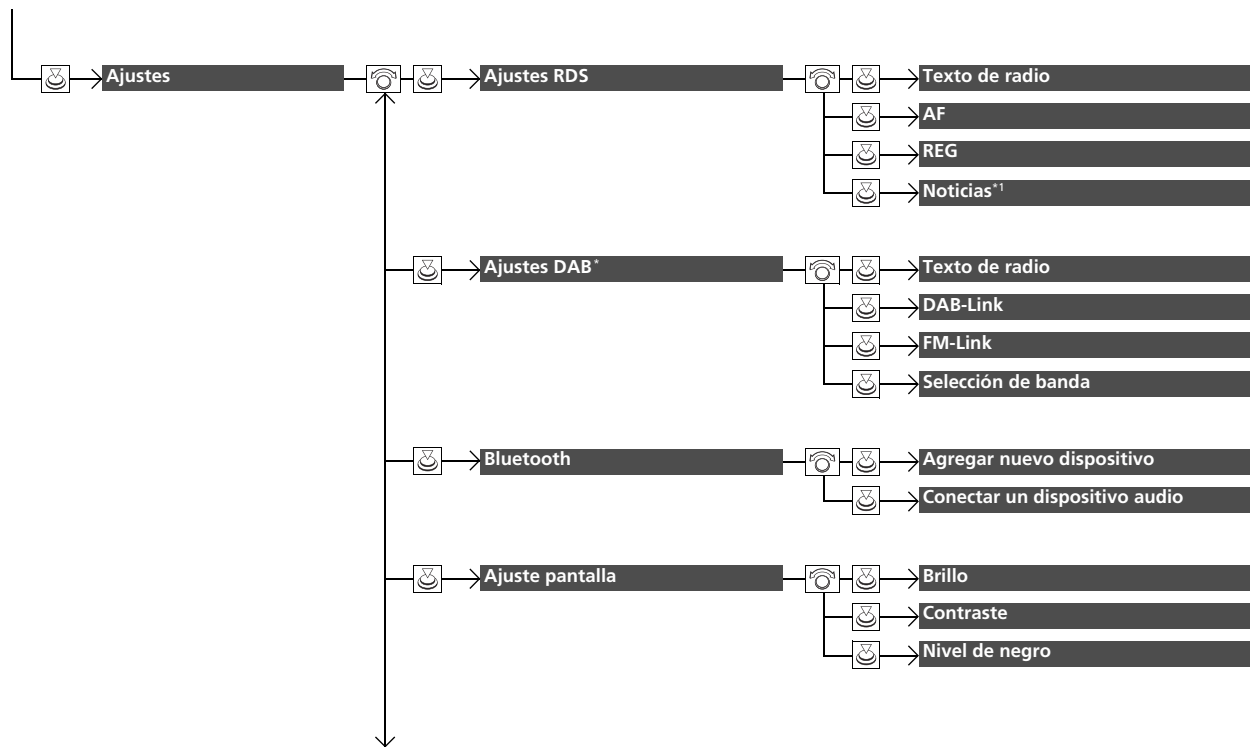 Ajustes
Ajustes RDS
Texto de radio
AF
REG
Noticias*1
Ajustes DAB*
Texto de radio
DAB-Link
FM-Link
Selección de banda
Bluetooth
Agregar nuevo dispositivo
Conectar un dispositivo audio
Ajuste pantalla
Brillo
Contraste
Nivel de negro